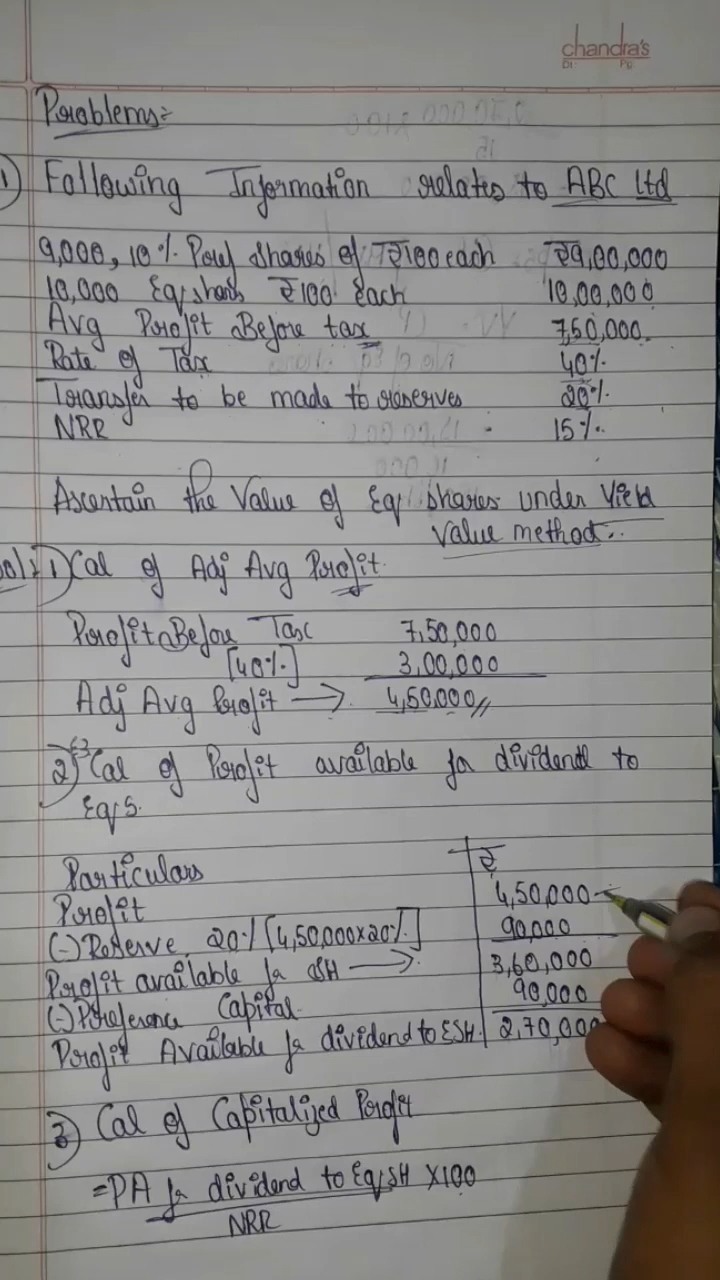 chandra's
Problems:-
1) Following Information relates to ABC Ltd
9,000, 10% Pref Shares of ₹100 each ₹9,00,000
10,000 Eq shares ₹100 Each 10,00,000
Avg Profit Before tax 7,50,000
Rate of Tax 40%
Transfer to be made to reserves 20%
NRR 15%
Ascertain the Value of Eq Shares under Yield
Value method..
Sol:- 1) Cal of Adj Avg Profit
Profit Before Tax 7,50,000
[40%] 3,00,000
Adj Avg Profit → 4,50,000//
2) Cal of Profit available for dividend to
Eq S.
Particulars ₹
Profit 4,50,000
(-) Reserve 20% [4,50,000x20%] 90,000
Profit available for SH → 3,60,000
(-) Preference Capital 90,000
Profit Available for dividend to ESH. 2,70,000
3) Cal of Capitalized Profit
= PA for dividend to Eq SH X100
NRR